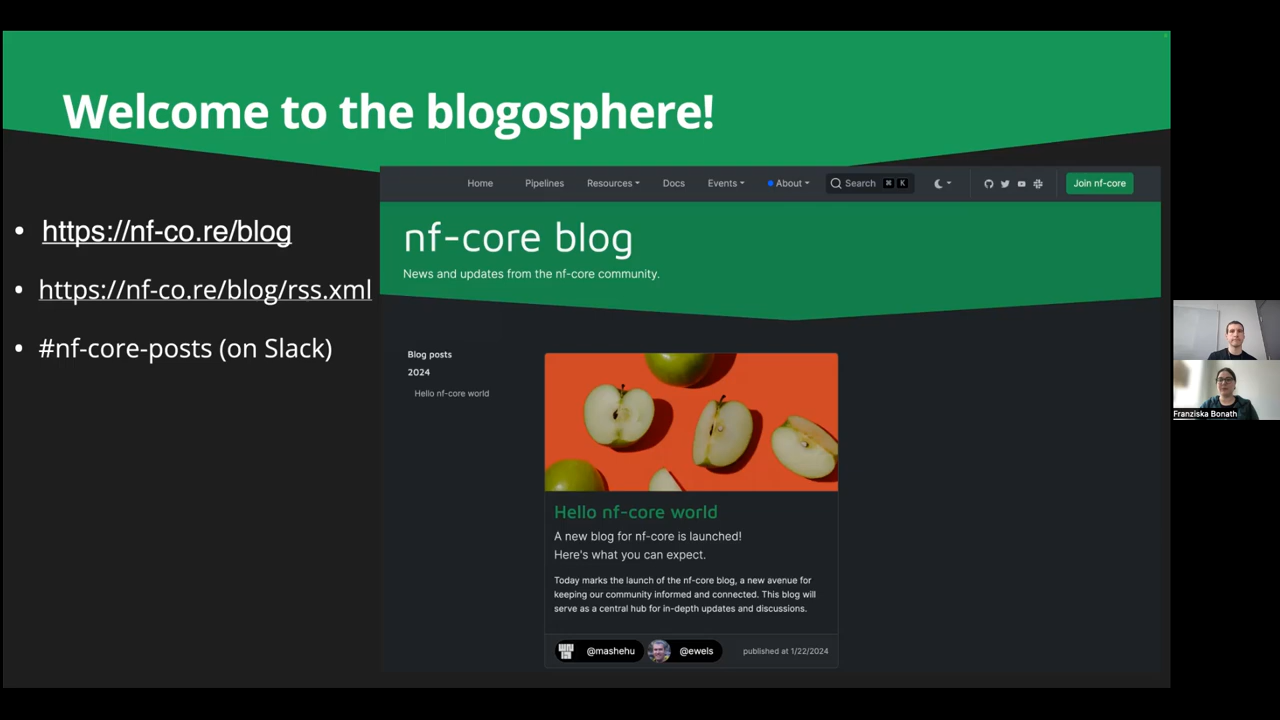 Welcome to the blogosphere!
• https://nf-co.re/blog
• https://nf-co.re/blog/rss.xml
• #nf-core-posts (on Slack)
Home Pipelines Resources Docs Events About Search ⌘ K Join nf-core
nf-core blog
News and updates from the nf-core community.
Blog posts
2024
Hello nf-core world
Hello nf-core world
A new blog for nf-core is launched!
Here's what you can expect.
Today marks the launch of the nf-core blog, a new avenue for
keeping our community informed and connected. This blog will
serve as a central hub for in-depth updates and discussions.
@mashehu @ewels published at 1/22/2024
Franziska Bonath